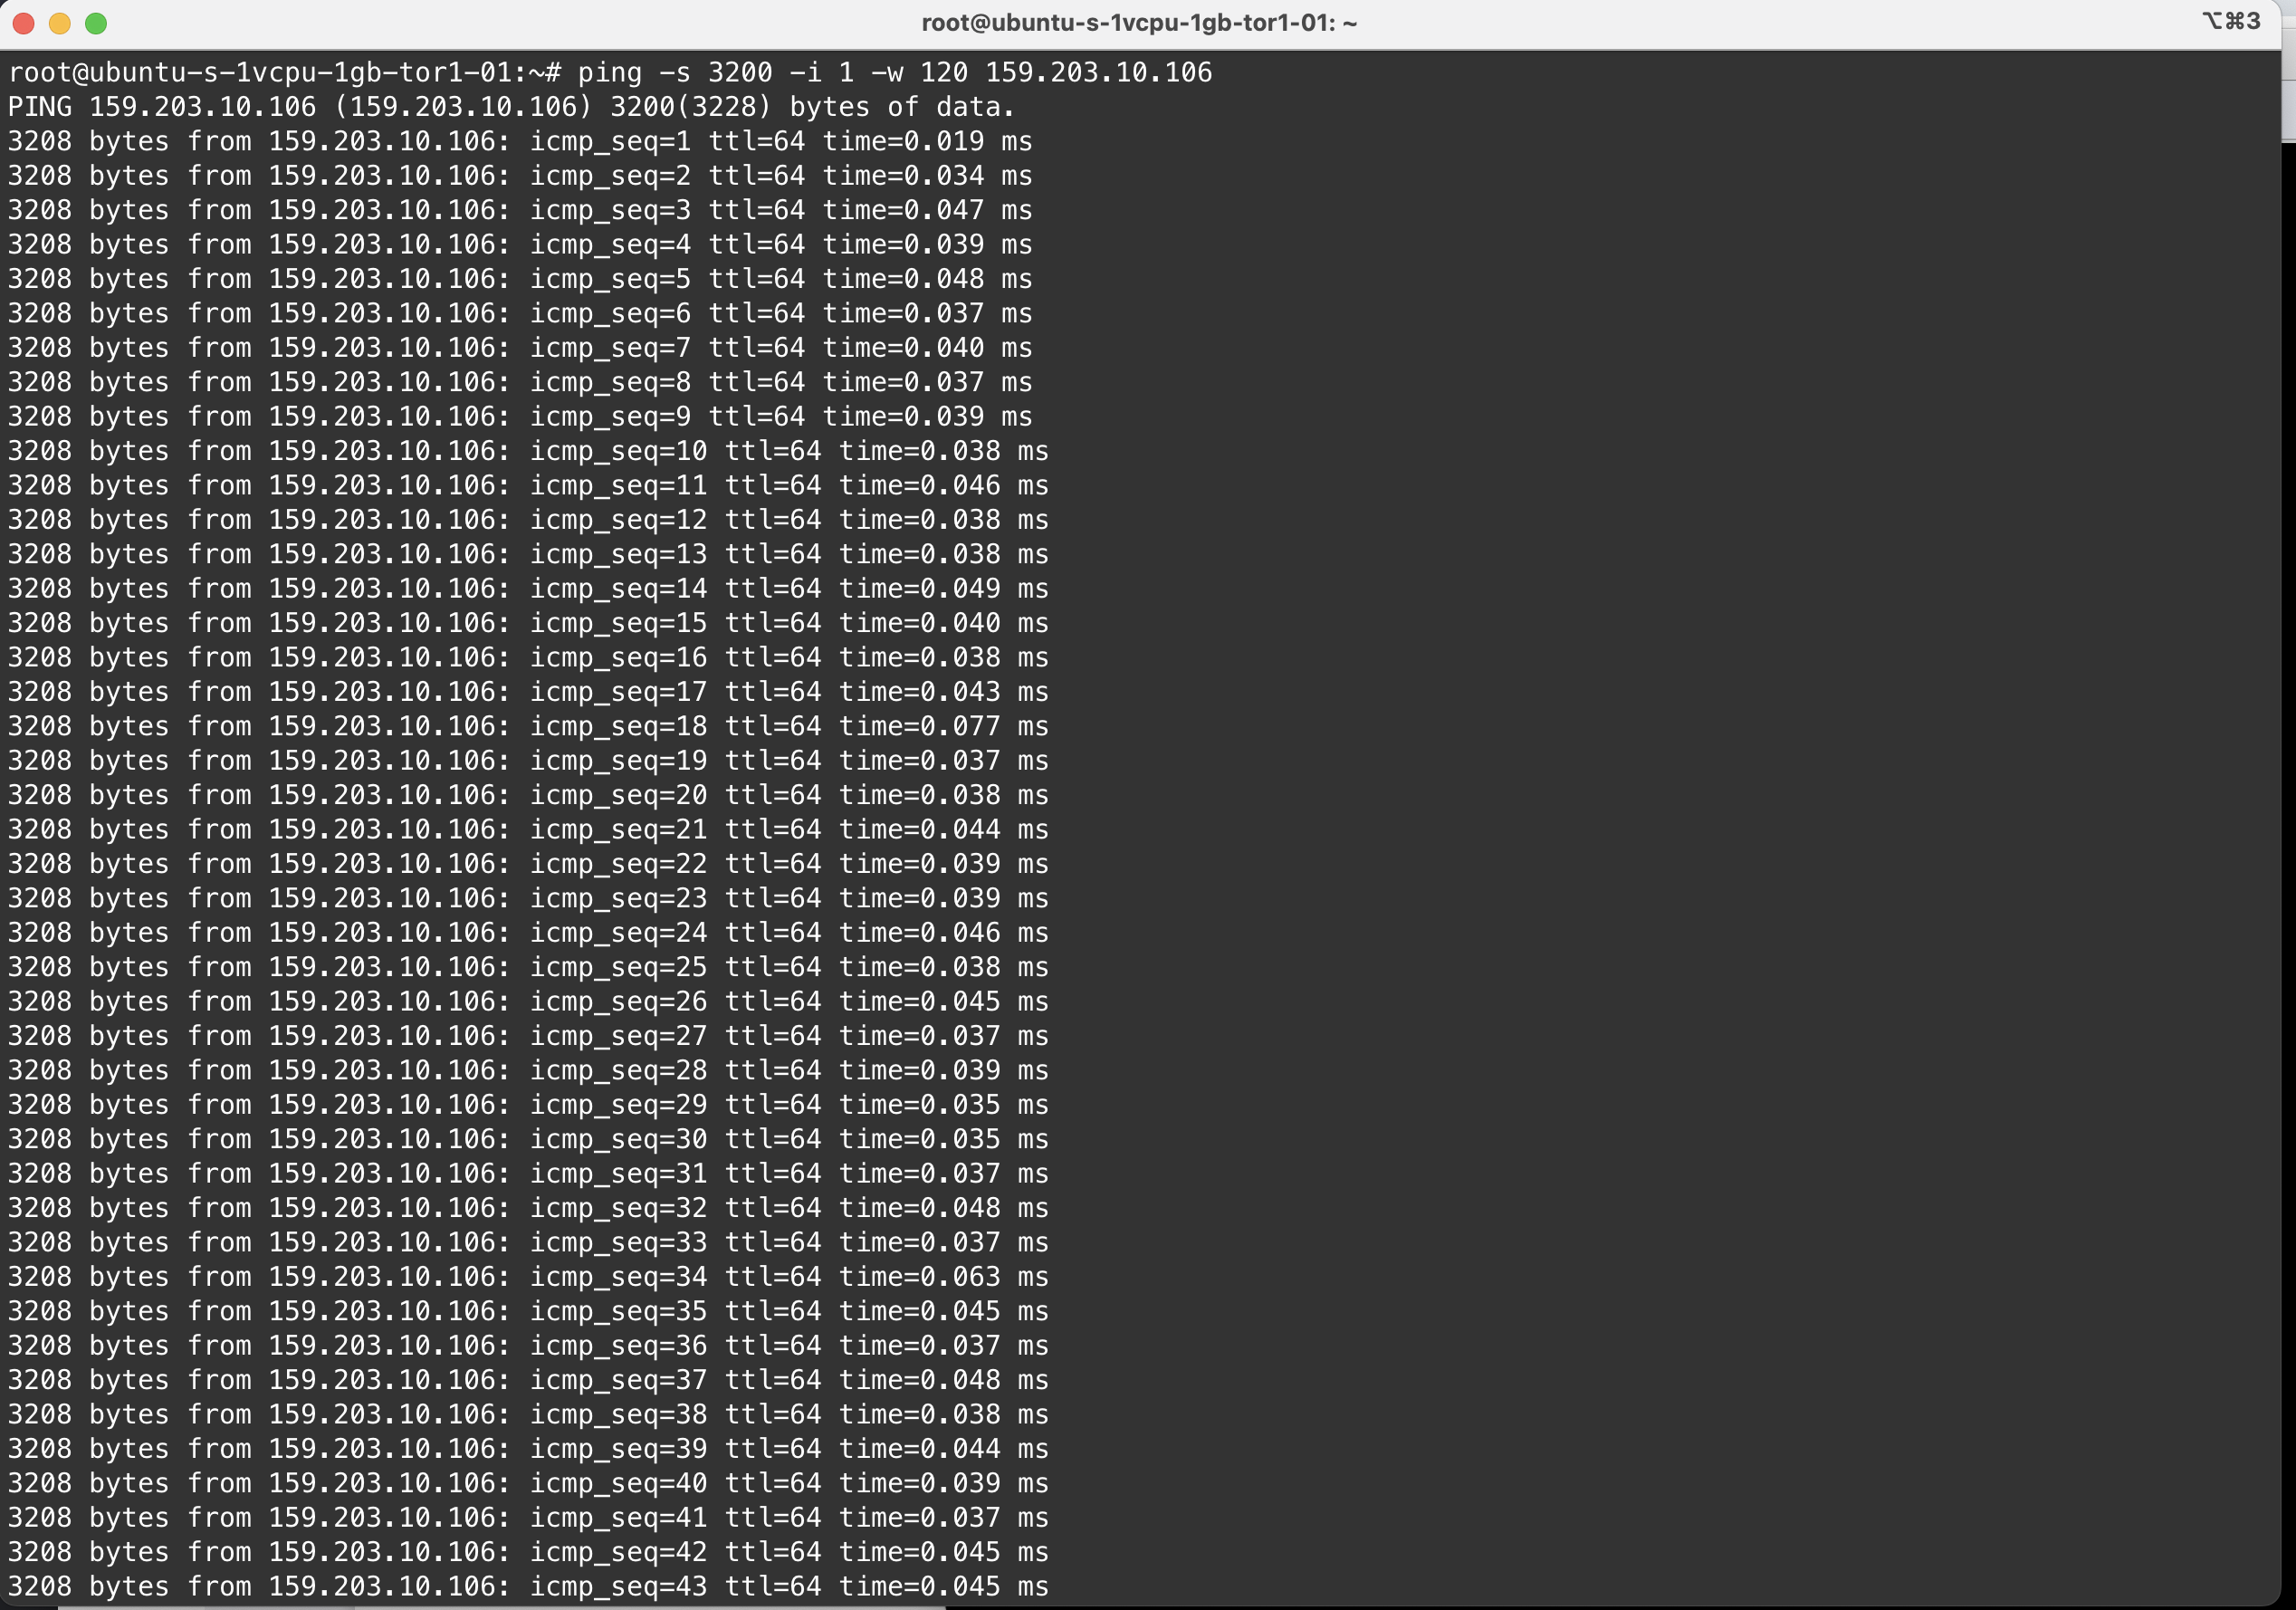 root@ubuntu-s-1vcpu-1gb-tor1-01: ~
⌥⌘3
root@ubuntu-s-1vcpu-1gb-tor1-01:~# ping -s 3200 -i 1 -w 120 159.203.10.106
PING 159.203.10.106 (159.203.10.106) 3200(3228) bytes of data.
3208 bytes from 159.203.10.106: icmp_seq=1 ttl=64 time=0.019 ms
3208 bytes from 159.203.10.106: icmp_seq=2 ttl=64 time=0.034 ms
3208 bytes from 159.203.10.106: icmp_seq=3 ttl=64 time=0.047 ms
3208 bytes from 159.203.10.106: icmp_seq=4 ttl=64 time=0.039 ms
3208 bytes from 159.203.10.106: icmp_seq=5 ttl=64 time=0.048 ms
3208 bytes from 159.203.10.106: icmp_seq=6 ttl=64 time=0.037 ms
3208 bytes from 159.203.10.106: icmp_seq=7 ttl=64 time=0.040 ms
3208 bytes from 159.203.10.106: icmp_seq=8 ttl=64 time=0.037 ms
3208 bytes from 159.203.10.106: icmp_seq=9 ttl=64 time=0.039 ms
3208 bytes from 159.203.10.106: icmp_seq=10 ttl=64 time=0.038 ms
3208 bytes from 159.203.10.106: icmp_seq=11 ttl=64 time=0.046 ms
3208 bytes from 159.203.10.106: icmp_seq=12 ttl=64 time=0.038 ms
3208 bytes from 159.203.10.106: icmp_seq=13 ttl=64 time=0.038 ms
3208 bytes from 159.203.10.106: icmp_seq=14 ttl=64 time=0.049 ms
3208 bytes from 159.203.10.106: icmp_seq=15 ttl=64 time=0.040 ms
3208 bytes from 159.203.10.106: icmp_seq=16 ttl=64 time=0.038 ms
3208 bytes from 159.203.10.106: icmp_seq=17 ttl=64 time=0.043 ms
3208 bytes from 159.203.10.106: icmp_seq=18 ttl=64 time=0.077 ms
3208 bytes from 159.203.10.106: icmp_seq=19 ttl=64 time=0.037 ms
3208 bytes from 159.203.10.106: icmp_seq=20 ttl=64 time=0.038 ms
3208 bytes from 159.203.10.106: icmp_seq=21 ttl=64 time=0.044 ms
3208 bytes from 159.203.10.106: icmp_seq=22 ttl=64 time=0.039 ms
3208 bytes from 159.203.10.106: icmp_seq=23 ttl=64 time=0.039 ms
3208 bytes from 159.203.10.106: icmp_seq=24 ttl=64 time=0.046 ms
3208 bytes from 159.203.10.106: icmp_seq=25 ttl=64 time=0.038 ms
3208 bytes from 159.203.10.106: icmp_seq=26 ttl=64 time=0.045 ms
3208 bytes from 159.203.10.106: icmp_seq=27 ttl=64 time=0.037 ms
3208 bytes from 159.203.10.106: icmp_seq=28 ttl=64 time=0.039 ms
3208 bytes from 159.203.10.106: icmp_seq=29 ttl=64 time=0.035 ms
3208 bytes from 159.203.10.106: icmp_seq=30 ttl=64 time=0.035 ms
3208 bytes from 159.203.10.106: icmp_seq=31 ttl=64 time=0.037 ms
3208 bytes from 159.203.10.106: icmp_seq=32 ttl=64 time=0.048 ms
3208 bytes from 159.203.10.106: icmp_seq=33 ttl=64 time=0.037 ms
3208 bytes from 159.203.10.106: icmp_seq=34 ttl=64 time=0.063 ms
3208 bytes from 159.203.10.106: icmp_seq=35 ttl=64 time=0.045 ms
3208 bytes from 159.203.10.106: icmp_seq=36 ttl=64 time=0.037 ms
3208 bytes from 159.203.10.106: icmp_seq=37 ttl=64 time=0.048 ms
3208 bytes from 159.203.10.106: icmp_seq=38 ttl=64 time=0.038 ms
3208 bytes from 159.203.10.106: icmp_seq=39 ttl=64 time=0.044 ms
3208 bytes from 159.203.10.106: icmp_seq=40 ttl=64 time=0.039 ms
3208 bytes from 159.203.10.106: icmp_seq=41 ttl=64 time=0.037 ms
3208 bytes from 159.203.10.106: icmp_seq=42 ttl=64 time=0.045 ms
3208 bytes from 159.203.10.106: icmp_seq=43 ttl=64 time=0.045 ms